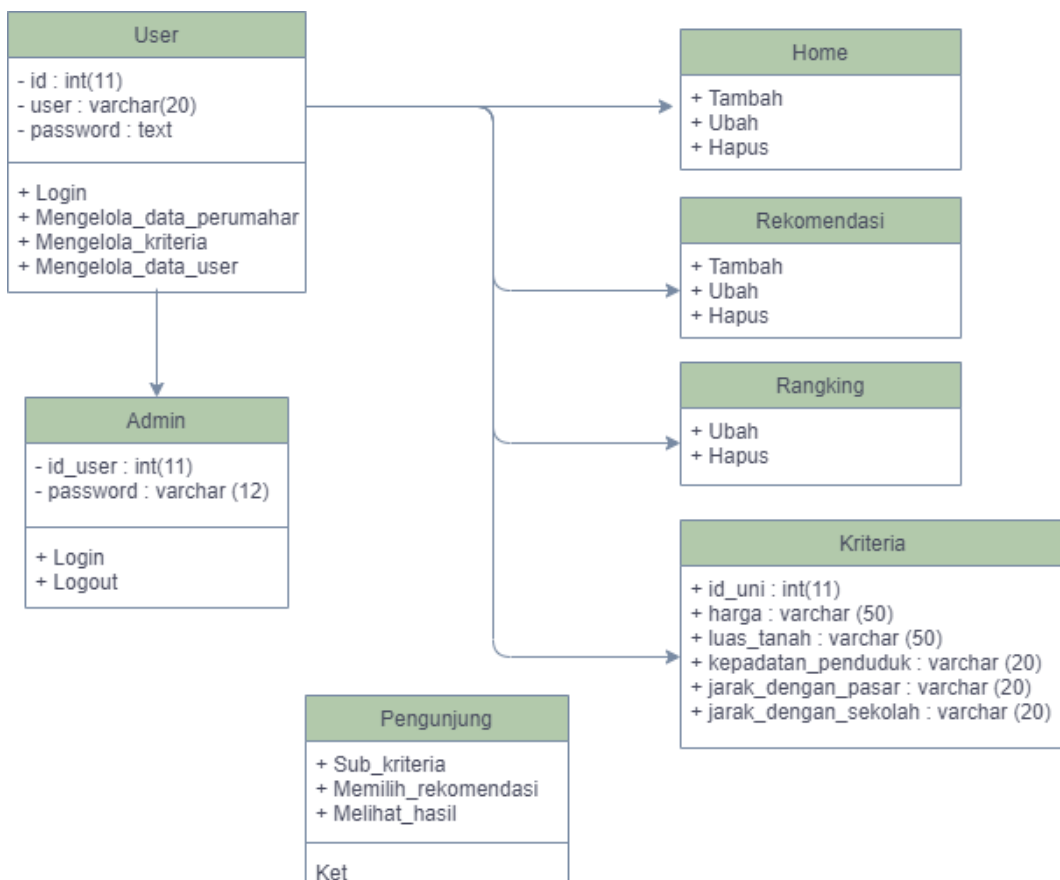 User
- id : int(11)
- user : varchar(20)
- password : text
+ Login
+ Mengelola_data_perumahar
+ Mengelola_kriteria
+ Mengelola_data_user
Admin
- id_user : int(11)
- password : varchar (12)
+ Login
+ Logout
Home
+ Tambah
+ Ubah
+ Hapus
Rekomendasi
+ Tambah
+ Ubah
+ Hapus
Rangking
+ Ubah
+ Hapus
Kriteria
+ id_uni : int(11)
+ harga : varchar (50)
+ luas_tanah : varchar (50)
+ kepadatan_penduduk : varchar (20)
+ jarak_dengan_pasar : varchar (20)
+ jarak_dengan_sekolah : varchar (20)
Pengunjung
+ Sub_kriteria
+ Memilih_rekomendasi
+ Melihat_hasil
Ket